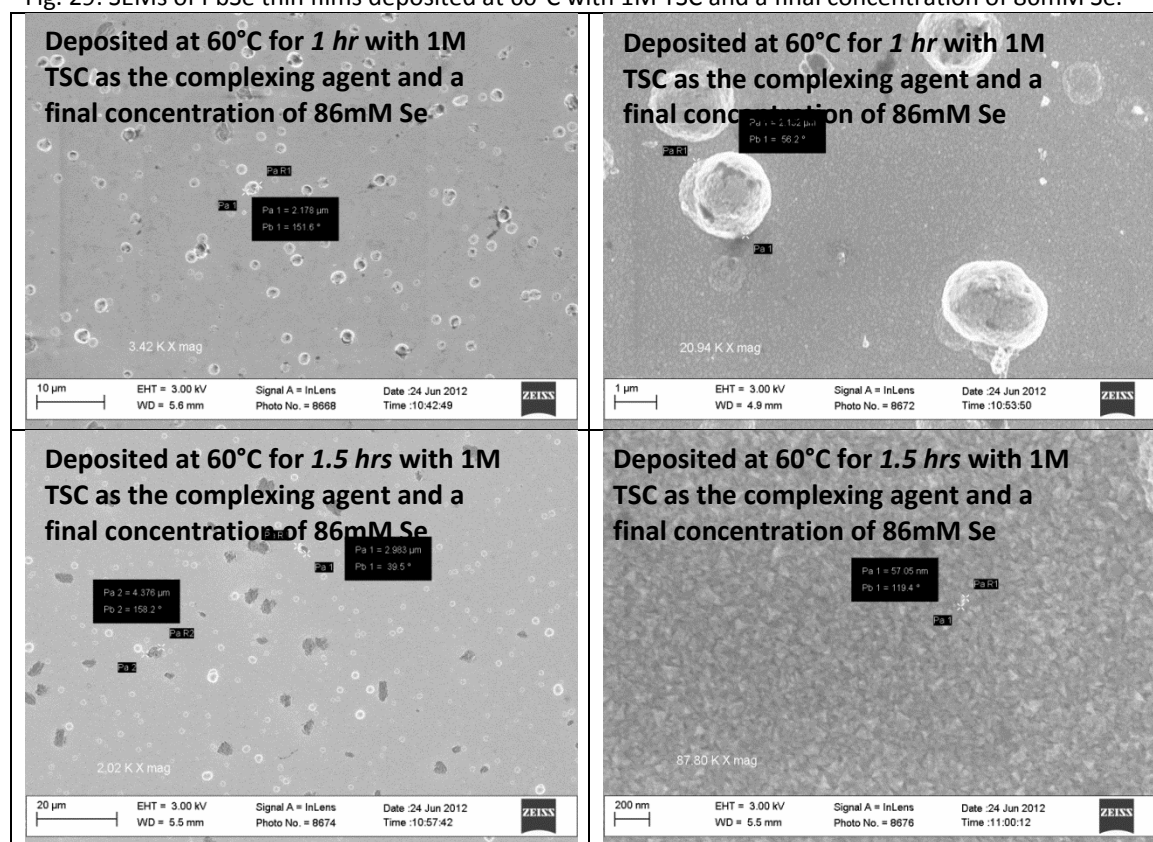 Fig. 29: SEMs of PbSe thin films deposited at 60°C with 1M TSC and a final concentration of 86mM Se.
Deposited at 60°C for 1 hr with 1M
TSC as the complexing agent and a
final concentration of 86mM Se
Pa R1
Pa 1
Pa 1 = 2.178 µm
Pb 1 = 151.6 °
3.42 K X mag
10 µm
EHT = 3.00 kV
WD = 5.6 mm
Signal A = InLens
Photo No. = 8668
Date :24 Jun 2012
Time :10:42:49
ZEISS
Deposited at 60°C for 1 hr with 1M
TSC as the complexing agent and a
final concentration of 86mM Se
Pa 1 = 2.132 µm
Pb 1 = 56.2 °
Pa R1
Pa 1
20.94 K X mag
1 µm
EHT = 3.00 kV
WD = 4.9 mm
Signal A = InLens
Photo No. = 8672
Date :24 Jun 2012
Time :10:53:50
ZEISS
Deposited at 60°C for 1.5 hrs with 1M
TSC as the complexing agent and a
final concentration of 86mM Se
Pa R1
Pa 1 = 2.983 µm
Pb 1 = 39.5 °
Pa 1
Pa 2 = 4.376 µm
Pb 2 = 158.2 °
Pa R2
Pa 2
2.02 K X mag
20 µm
EHT = 3.00 kV
WD = 5.5 mm
Signal A = InLens
Photo No. = 8674
Date :24 Jun 2012
Time :10:57:42
ZEISS
Deposited at 60°C for 1.5 hrs with 1M
TSC as the complexing agent and a
final concentration of 86mM Se
Pa 1 = 57.05 nm
Pb 1 = 119.4 °
Pa R1
Pa 1
87.80 K X mag
200 nm
EHT = 3.00 kV
WD = 5.5 mm
Signal A = InLens
Photo No. = 8676
Date :24 Jun 2012
Time :11:00:12
ZEISS